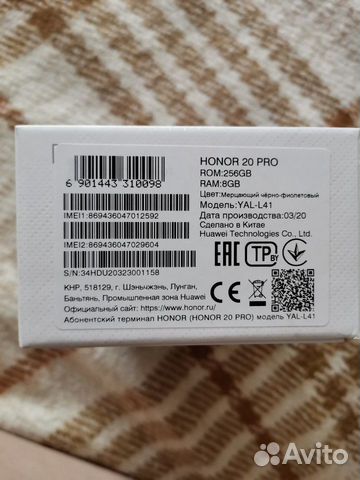 HONOR 20 PRO
ROM:256GB
RAM:8GB
Цвет:Мерцающий чёрно-фиолетовый
Модель:YAL-L41
Дата производства:03/20
Сделано в Китае
Huawei Technologies Co., Ltd.
6 901443 310098
IMEI1:869436047012592
IMEI2:869436047029604
S/N:34HDU20323001158
EAC
TP BY
КНР, 518129, г. Шэньчжэнь, Лунган,
Баньтянь, Промышленная зона Huawei
Официальный сайт: https://www.honor.ru/
Абонентский терминал HONOR (HONOR 20 PRO) модель YAL-L41
CE
Avito